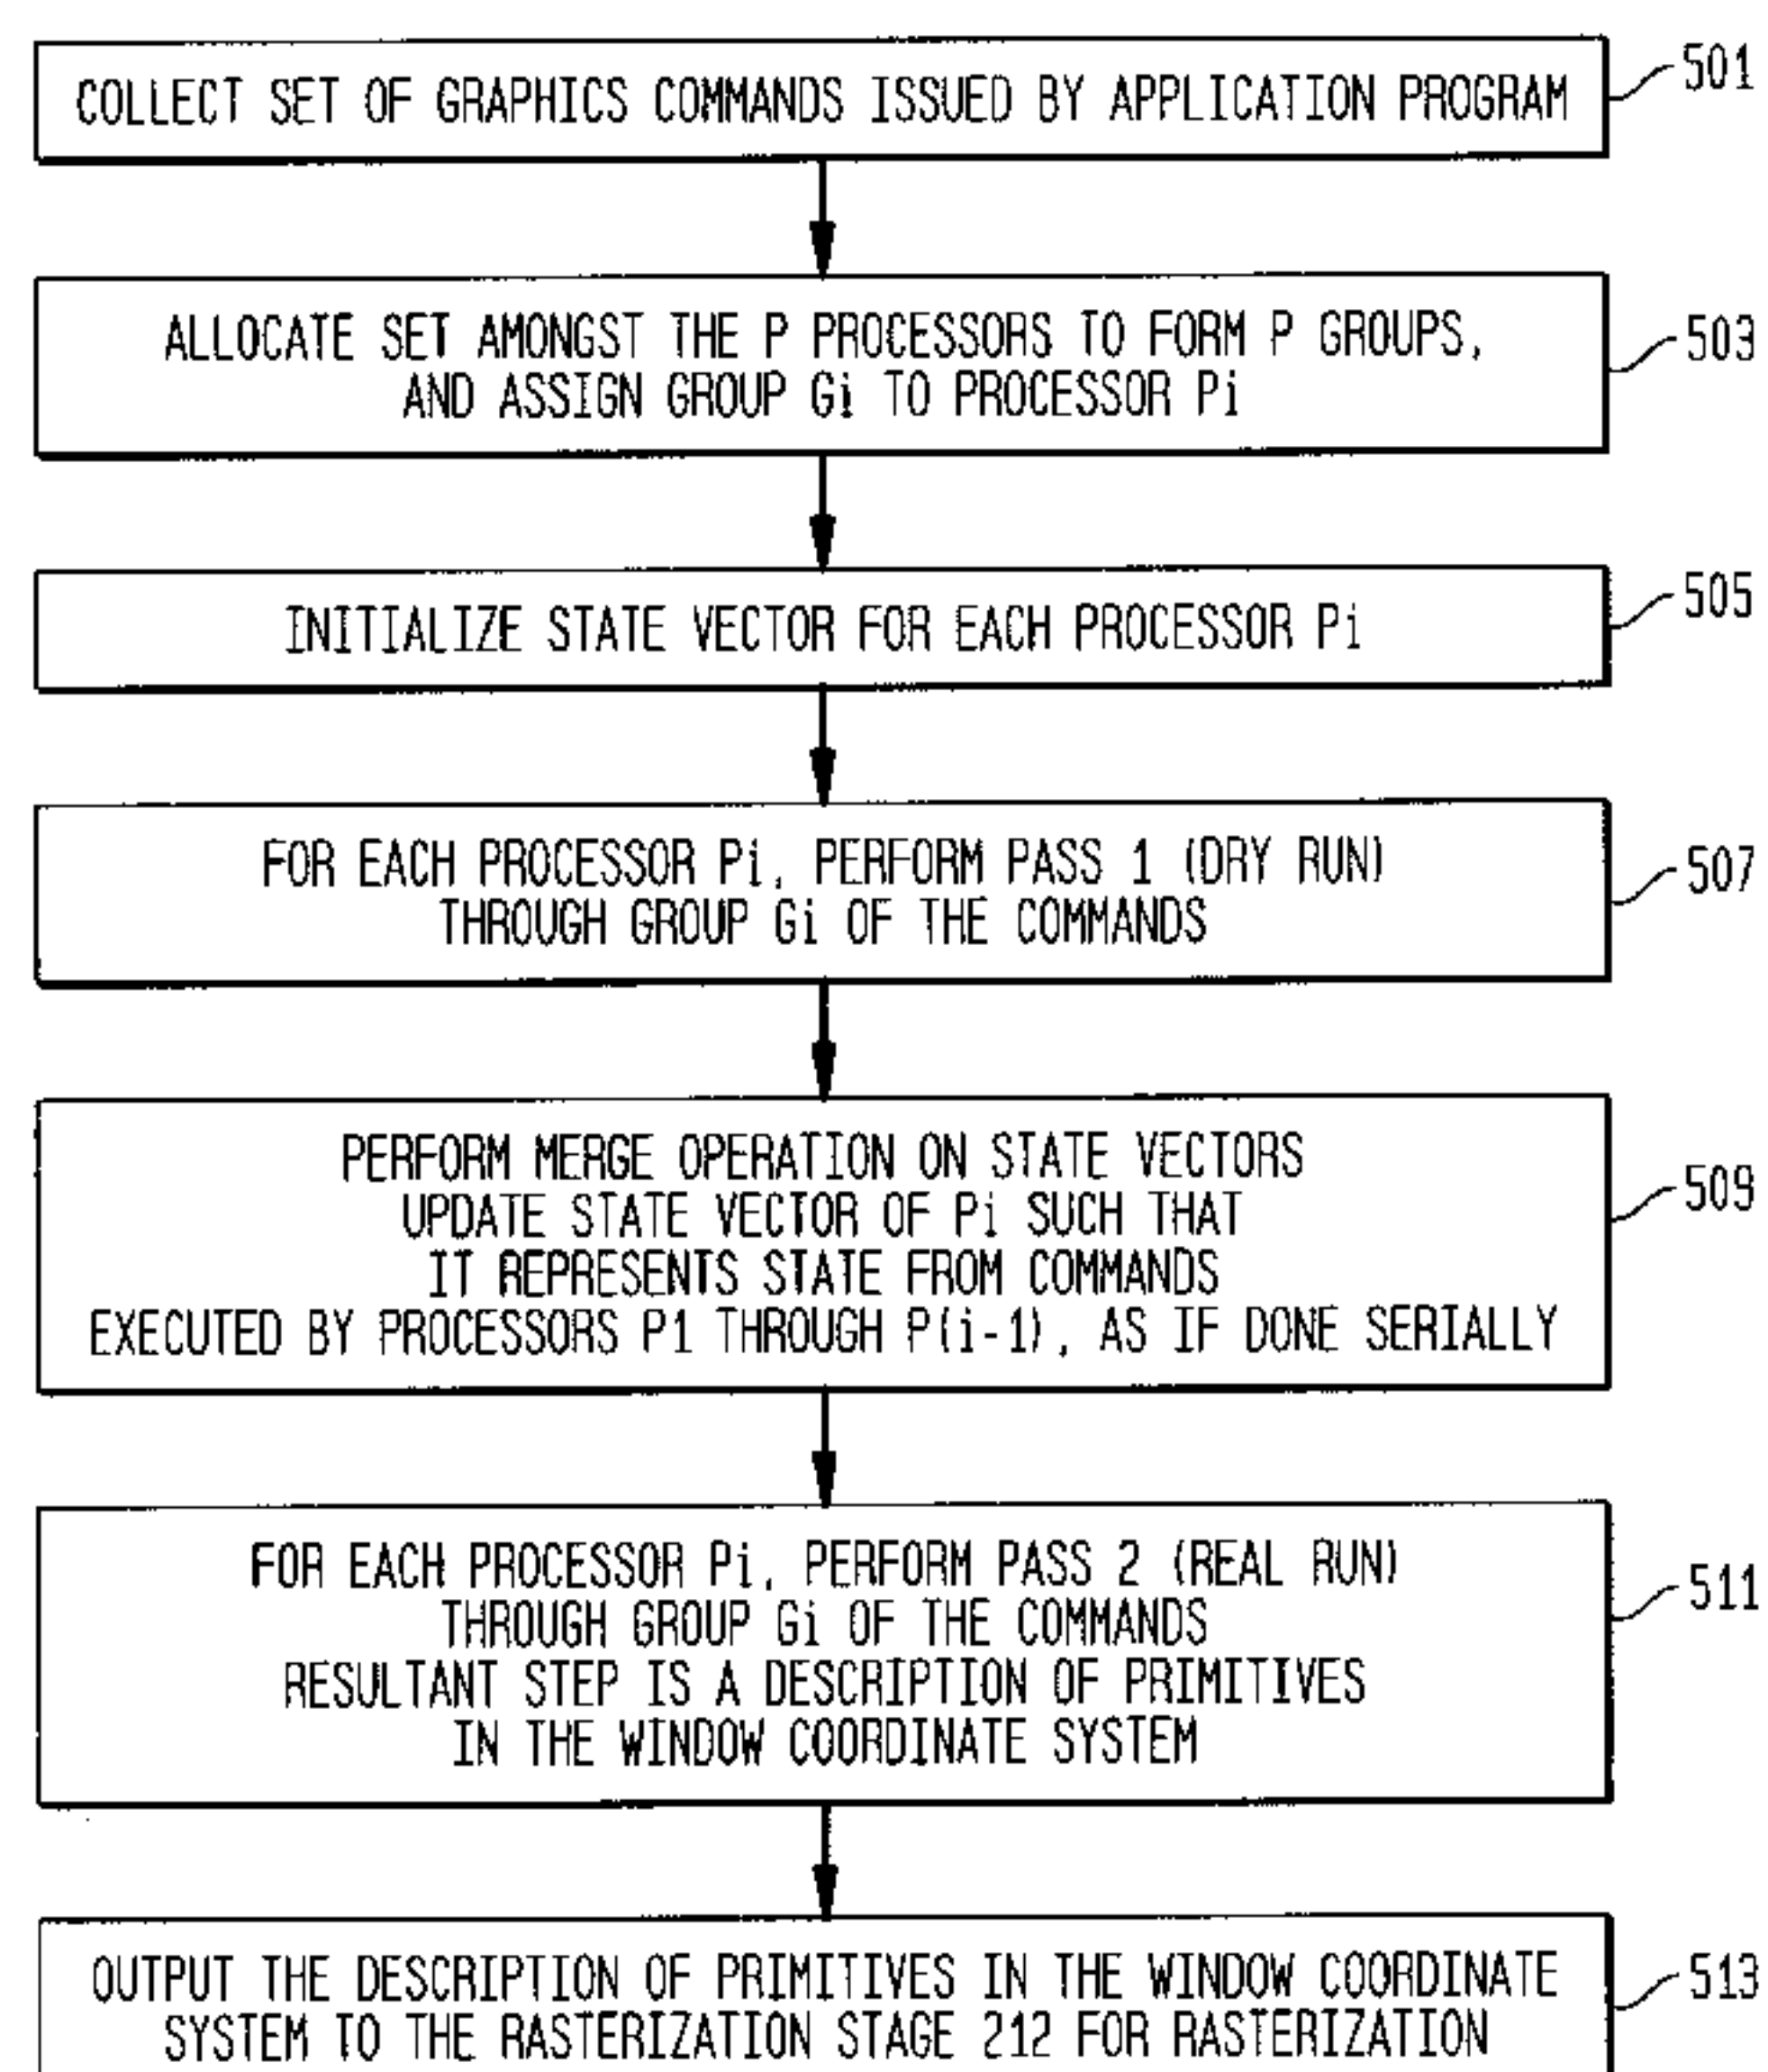 COLLECT SET OF GRAPHICS COMMANDS ISSUED BY APPLICATION PROGRAM
501
ALLOCATE SET AMONGST THE P PROCESSORS TO FORM P GROUPS,
AND ASSIGN GROUP Gi TO PROCESSOR Pi
503
INITIALIZE STATE VECTOR FOR EACH PROCESSOR Pi
505
FOR EACH PROCESSOR Pi, PERFORM PASS 1 (DRY RUN)
THROUGH GROUP Gi OF THE COMMANDS
507
PERFORM MERGE OPERATION ON STATE VECTORS
UPDATE STATE VECTOR OF Pi SUCH THAT
IT REPRESENTS STATE FROM COMMANDS
EXECUTED BY PROCESSORS P1 THROUGH P(i-1), AS IF DONE SERIALLY
509
FOR EACH PROCESSOR Pi, PERFORM PASS 2 (REAL RUN)
THROUGH GROUP Gi OF THE COMMANDS
RESULTANT STEP IS A DESCRIPTION OF PRIMITIVES
IN THE WINDOW COORDINATE SYSTEM
511
OUTPUT THE DESCRIPTION OF PRIMITIVES IN THE WINDOW COORDINATE
SYSTEM TO THE RASTERIZATION STAGE 212 FOR RASTERIZATION
513